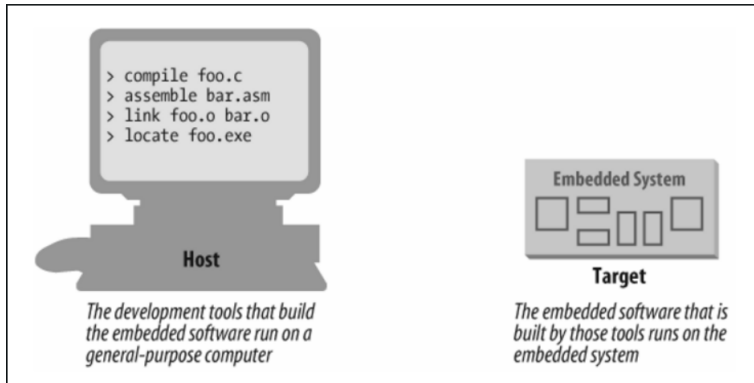 > compile foo.c
> assemble bar.asm
> link foo.o bar.o
> locate foo.exe
Host
The development tools that build
the embedded software run on a
general-purpose computer
Embedded System
Target
The embedded software that is
built by those tools runs on the
embedded system